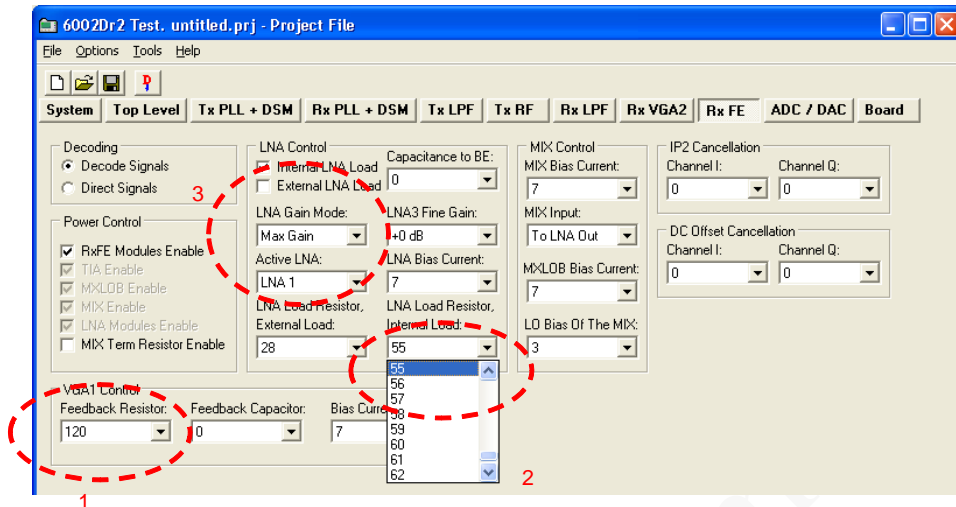 6002Dr2 Test. untitled.prj - Project File
File Options Tools Help
System Top Level Tx PLL + DSM Rx PLL + DSM Tx LPF Tx RF Rx LPF Rx VGA2 Rx FE ADC / DAC Board
Decoding
Decode Signals
Direct Signals
3
Power Control
RxFE Modules Enable
TIA Enable
MXLOB Enable
MIX Enable
LNA Modules Enable
MIX Term Resistor Enable
LNA Control
Internal LNA Load
External LNA Load
Capacitance to BE:
0
LNA Gain Mode:
Max Gain
LNA3 Fine Gain:
+0 dB
Active LNA:
LNA 1
LNA Bias Current:
7
LNA Load Resistor,
External Load:
28
LNA Load Resistor,
Internal Load:
55
55
56
57
58
59
60
61
62
2
MIX Control
MIX Bias Current:
7
MIX Input:
To LNA Out
MXLOB Bias Current:
7
LO Bias Of The MIX:
3
IP2 Cancellation
Channel I:
0
Channel Q:
0
DC Offset Cancellation
Channel I:
0
Channel Q:
0
VGA1 Control
Feedback Resistor:
120
Feedback Capacitor:
0
Bias Curre
7
1